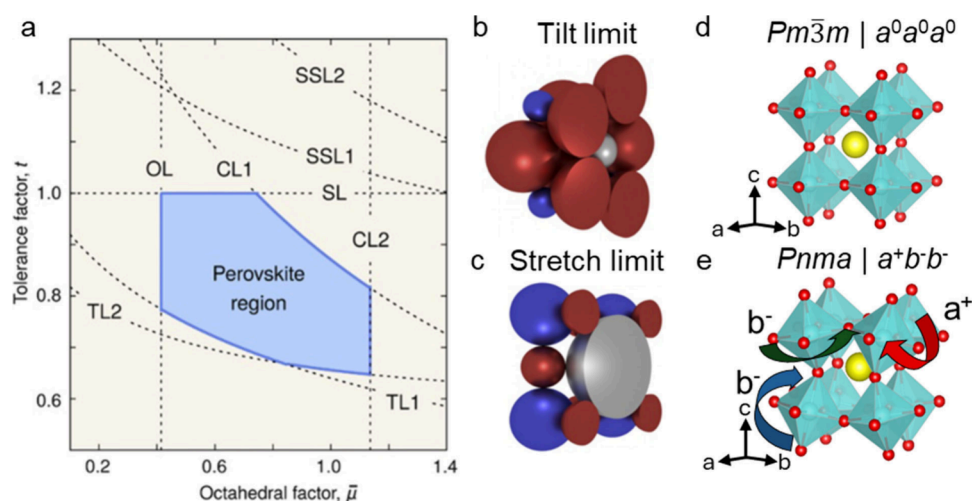 a
Tolerance factor, t
1.2
1.0
0.8
0.6
SSL2
SSL1
OL
CL1
SL
CL2
Perovskite
region
TL2
TL1
0.2
0.6
1.0
1.4
Octahedral factor, μ̄
b
Tilt limit
c
Stretch limit
d
Pm3̄m | a⁰a⁰a⁰
c
a
b
e
Pnma | a⁺b⁻b⁻
a⁺
b⁻
b⁻
c
a
b